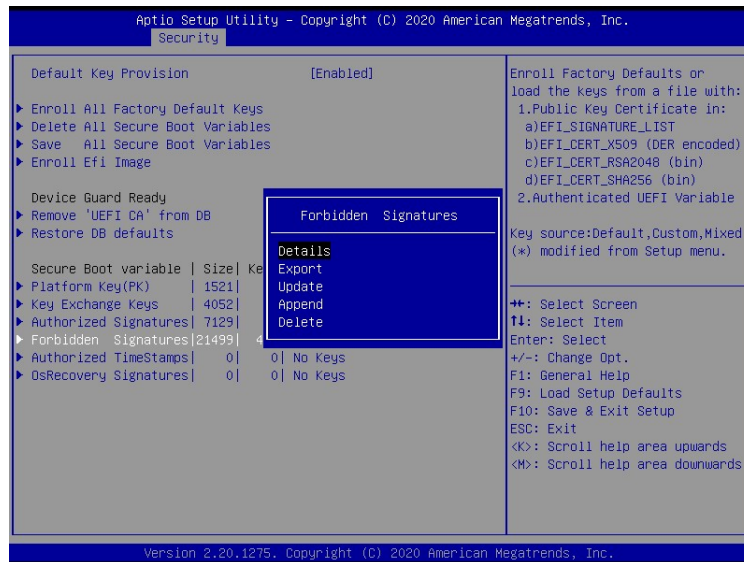 Aptio Setup Utility – Copyright (C) 2020 American Megatrends, Inc.
Security
Default Key Provision [Enabled]
Enroll All Factory Default Keys
Delete All Secure Boot Variables
Save All Secure Boot Variables
Enroll Efi Image
Device Guard Ready
Remove 'UEFI CA' from DB
Restore DB defaults
Secure Boot variable | Size| Ke
Platform Key(PK) | 1521|
Key Exchange Keys | 4052|
Authorized Signatures| 7129|
Forbidden Signatures|21499| 4
Authorized TimeStamps| 0| 0| No Keys
OsRecovery Signatures| 0| 0| No Keys
Forbidden Signatures
Details
Export
Update
Append
Delete
Enroll Factory Defaults or
load the keys from a file with:
1.Public Key Certificate in:
a)EFI_SIGNATURE_LIST
b)EFI_CERT_X509 (DER encoded)
c)EFI_CERT_RSA2048 (bin)
d)EFI_CERT_SHA256 (bin)
2.Authenticated UEFI Variable
Key source:Default,Custom,Mixed
(*) modified from Setup menu.
→←: Select Screen
↑↓: Select Item
Enter: Select
+/-: Change Opt.
F1: General Help
F9: Load Setup Defaults
F10: Save & Exit Setup
ESC: Exit
<K>: Scroll help area upwards
<M>: Scroll help area downwards
Version 2.20.1275. Copyright (C) 2020 American Megatrends, Inc.